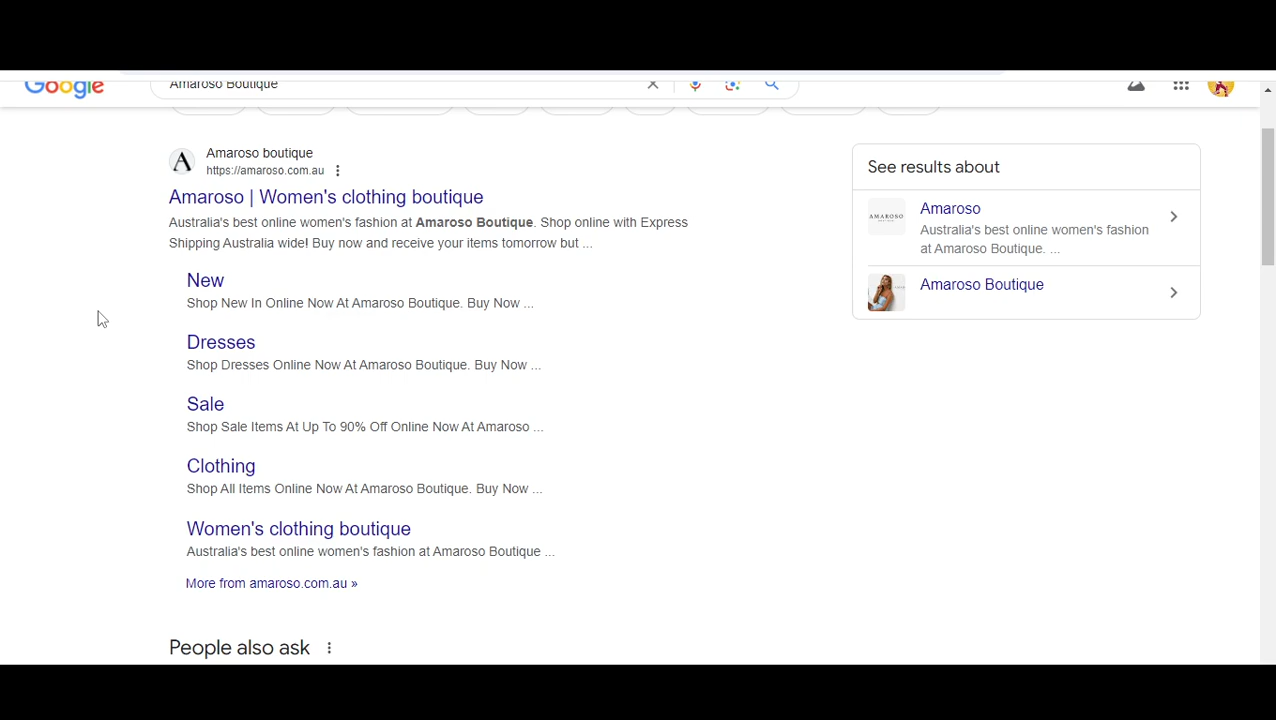 Google
Amaroso Boutique
Amaroso boutique
https://amaroso.com.au
Amaroso | Women's clothing boutique
Australia's best online women's fashion at Amaroso Boutique. Shop online with Express
Shipping Australia wide! Buy now and receive your items tomorrow but ...
New
Shop New In Online Now At Amaroso Boutique. Buy Now ...
Dresses
Shop Dresses Online Now At Amaroso Boutique. Buy Now ...
Sale
Shop Sale Items At Up To 90% Off Online Now At Amaroso ...
Clothing
Shop All Items Online Now At Amaroso Boutique. Buy Now ...
Women's clothing boutique
Australia's best online women's fashion at Amaroso Boutique ...
More from amaroso.com.au »
People also ask
See results about
AMAROSO
Amaroso
Australia's best online women's fashion
at Amaroso Boutique. ...
Amaroso Boutique